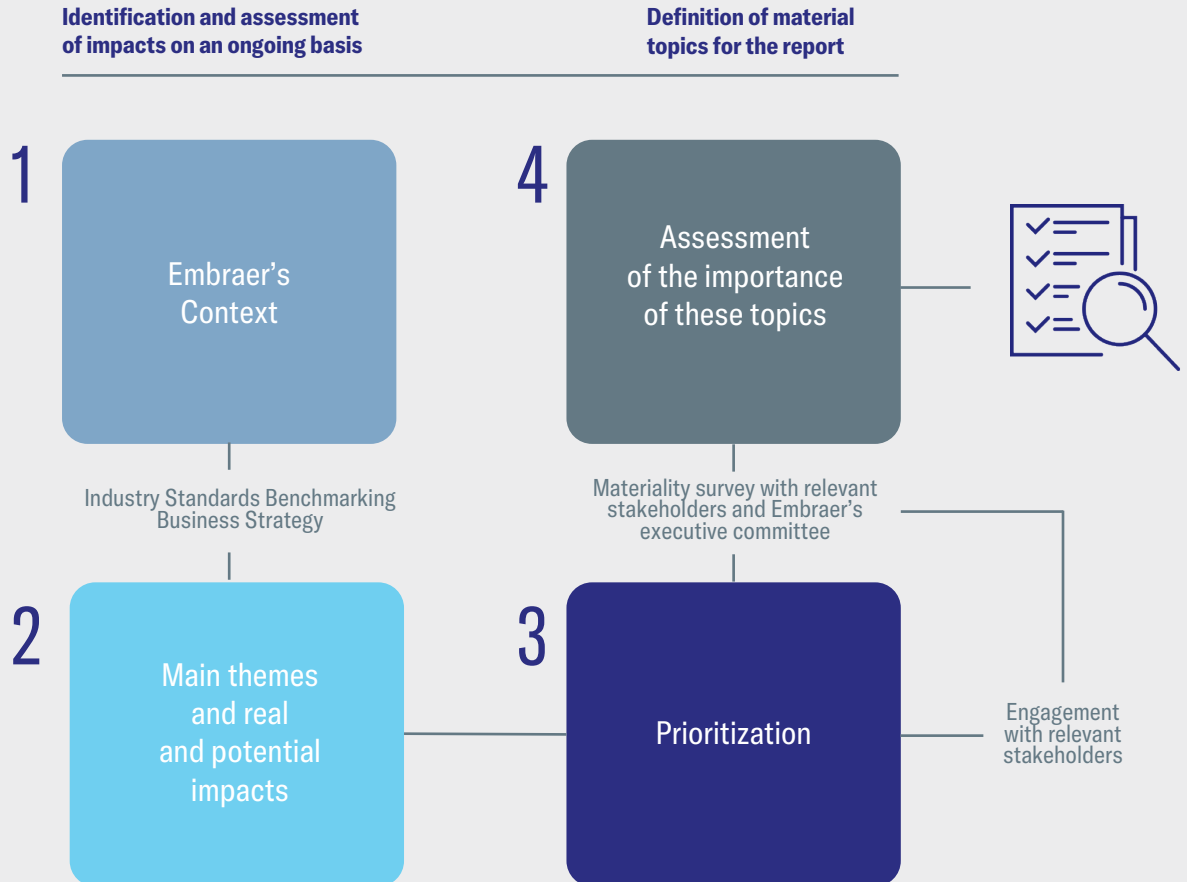 Identification and assessment
of impacts on an ongoing basis
Definition of material
topics for the report
1
Embraer’s
Context
Industry Standards Benchmarking
Business Strategy
2
Main themes
and real
and potential
impacts
3
Prioritization
4
Assessment
of the importance
of these topics
Materiality survey with relevant
stakeholders and Embraer’s
executive committee
Engagement
with relevant
stakeholders